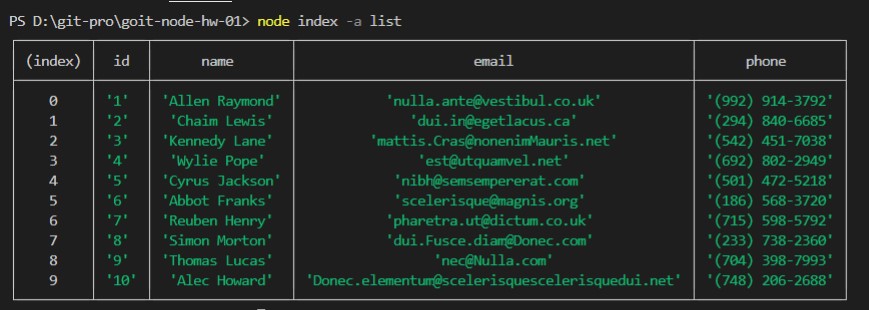 PS D:\git-pro\goit-node-hw-01> node index -a list
(index) id name email phone
0 '1' 'Allen Raymond' 'nulla.ante@vestibul.co.uk' '(992) 914-3792'
1 '2' 'Chaim Lewis' 'dui.in@egetlacus.ca' '(294) 840-6685'
2 '3' 'Kennedy Lane' 'mattis.Cras@nonenimMauris.net' '(542) 451-7038'
3 '4' 'Wylie Pope' 'est@utquamvel.net' '(692) 802-2949'
4 '5' 'Cyrus Jackson' 'nibh@semsempererat.com' '(501) 472-5218'
5 '6' 'Abbot Franks' 'scelerisque@magnis.org' '(186) 568-3720'
6 '7' 'Reuben Henry' 'pharetra.ut@dictum.co.uk' '(715) 598-5792'
7 '8' 'Simon Morton' 'dui.Fusce.diam@Donec.com' '(233) 738-2360'
8 '9' 'Thomas Lucas' 'nec@Nulla.com' '(704) 398-7993'
9 '10' 'Alec Howard' 'Donec.elementum@scelerisquescelerisquedui.net' '(748) 206-2688'